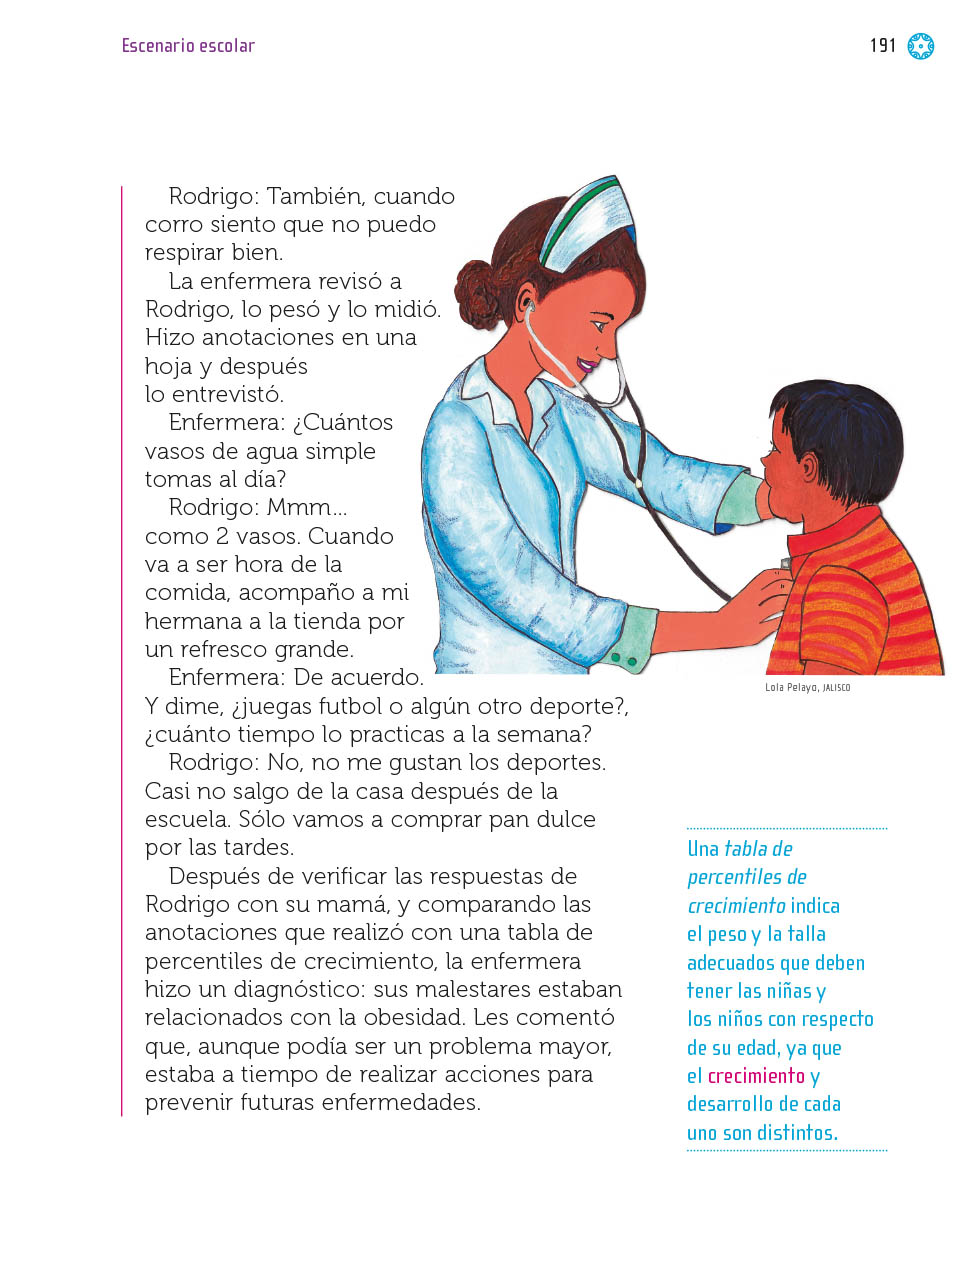 Escenario escolar
191
Rodrigo: También, cuando
corro siento que no puedo
respirar bien.
La enfermera revisó a
Rodrigo, lo pesó y lo midió.
Hizo anotaciones en una
hoja y después
lo entrevistó.
Enfermera: ¿Cuántos
vasos de agua simple
tomas al día?
Rodrigo: Mmm...
como 2 vasos. Cuando
va a ser hora de la
comida, acompaño a mi
hermana a la tienda por
un refresco grande.
Enfermera: De acuerdo.
Y dime, ¿juegas futbol o algún otro deporte?,
¿cuánto tiempo lo practicas a la semana?
Rodrigo: No, no me gustan los deportes.
Casi no salgo de la casa después de la
escuela. Sólo vamos a comprar pan dulce
por las tardes.
Después de verificar las respuestas de
Rodrigo con su mamá, y comparando las
anotaciones que realizó con una tabla de
percentiles de crecimiento, la enfermera
hizo un diagnóstico: sus malestares estaban
relacionados con la obesidad. Les comentó
que, aunque podía ser un problema mayor,
estaba a tiempo de realizar acciones para
prevenir futuras enfermedades.
Lola Pelayo, JALISCO
Una tabla de
percentiles de
crecimiento indica
el peso y la talla
adecuados que deben
tener las niñas y
los niños con respecto
de su edad, ya que
el crecimiento y
desarrollo de cada
uno son distintos.